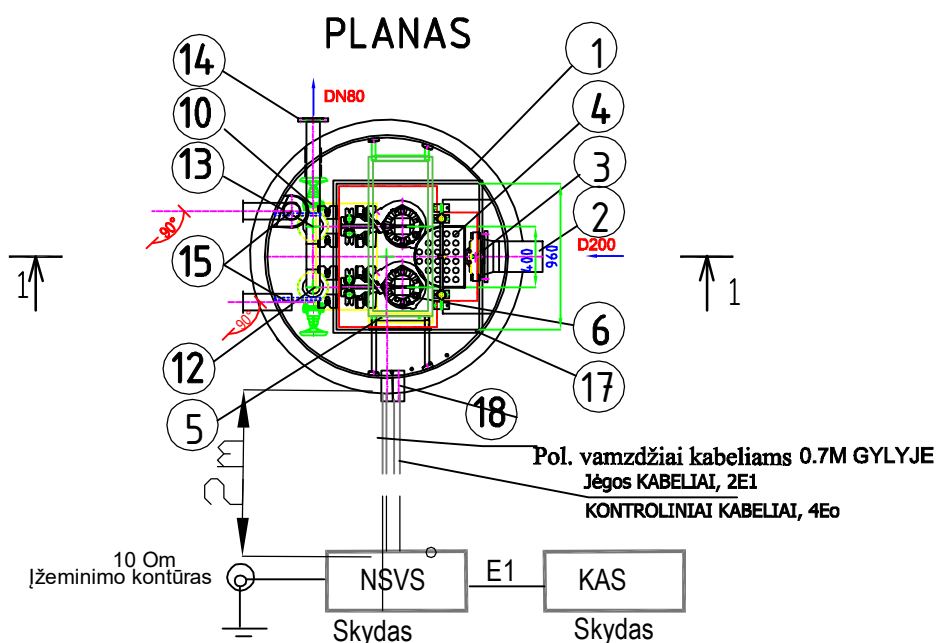 PLANAS
14
1
DN80
10
4
13
3
2
90°
D200
15
400
960
1
1
90°
6
12
17
5
18
2 m
Pol. vamzdžiai kabeliams 0.7M GYLYJE
Jėgos KABELIAI, 2E1
KONTROLINIAI KABELIAI, 4Eo
10 Om
Įžeminimo kontūras
NSVS
E1
KAS
Skydas
Skydas